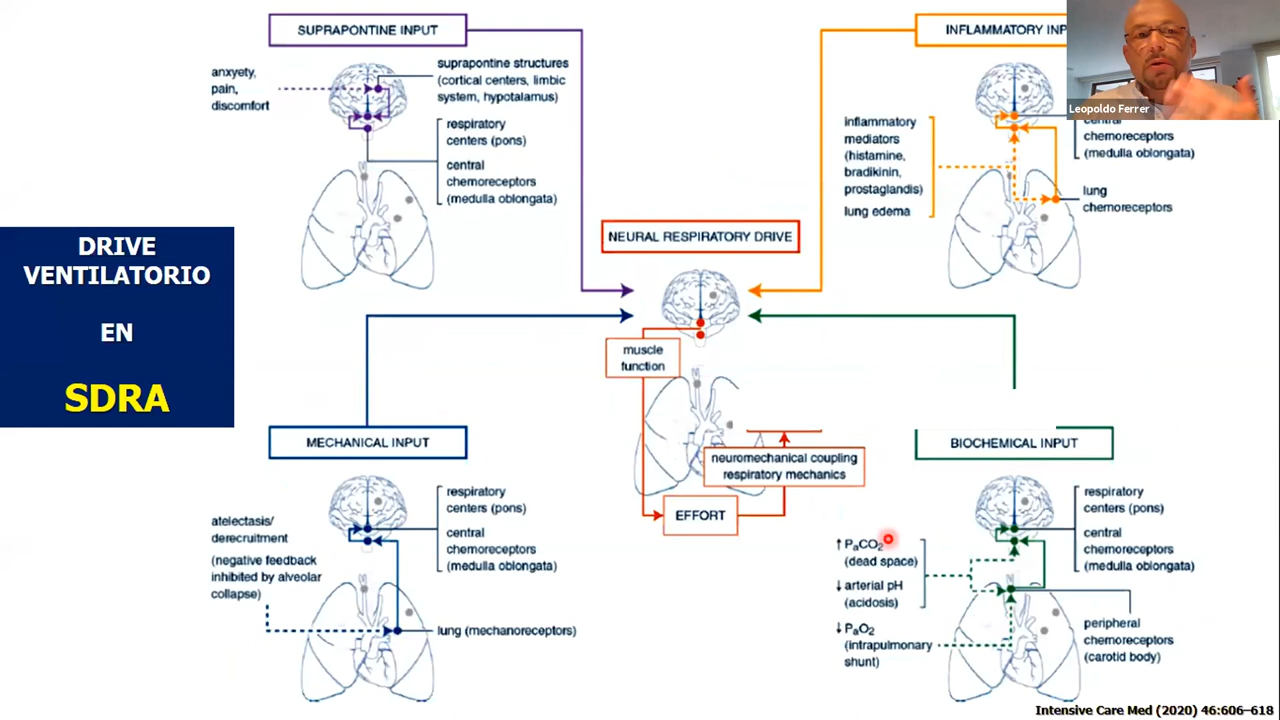 SUPRAPONTINE INPUT
anxyety,
pain,
discomfort
suprapontine structures
(cortical centers, limbic
system, hypotalamus)
respiratory
centers (pons)
central
chemoreceptors
(medulla oblongata)
INFLAMMATORY
Leopoldo Ferrer
inflammatory
mediators
(histamine,
bradikinin,
prostaglandis)
lung edema
central
chemoreceptors
(medulla oblongata)
lung
chemoreceptors
DRIVE
VENTILATORIO
EN
SDRA
NEURAL RESPIRATORY DRIVE
muscle
function
neuromechanical coupling
respiratory mechanics
EFFORT
MECHANICAL INPUT
atelectasis/
derecruitment
(negative feedback
inhibited by alveolar
collapse)
respiratory
centers (pons)
central
chemoreceptors
(medulla oblongata)
lung (mechanoreceptors)
BIOCHEMICAL INPUT
↑ PaCO2
(dead space)
↓ arterial pH
(acidosis)
↓ PaO2
(intrapulmonary
shunt)
respiratory
centers (pons)
central
chemoreceptors
(medulla oblongata)
peripheral
chemoreceptors
(carotid body)
Intensive Care Med (2020) 46:606–618